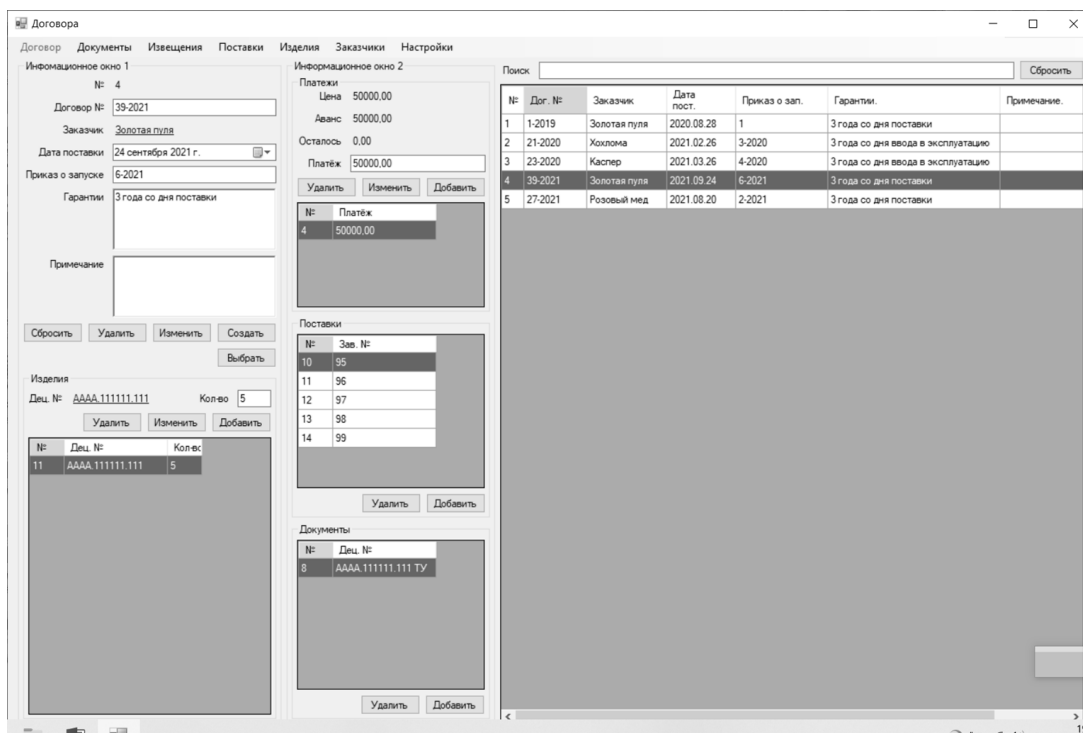 Договора
Договор Документы Извещения Поставки Изделия Заказчики Настройки
Инфомационное окно 1
№ 4
Договор № 39-2021
Заказчик Золотая пуля
Дата поставки 24 сентября 2021 г.
Приказ о запуске 6-2021
Гарантии 3 года со дня поставки
Примечание
Сбросить Удалить Изменить Создать
Выбрать
Изделия
Дец. № АААА.111111.111 Кол-во 5
Удалить Изменить Добавить
№ Дец. № Кол-вс
11 АААА.111111.111 5
Информационное окно 2
Платежи
Цена 50000,00
Аванс 50000,00
Осталось 0,00
Платёж 50000,00
Удалить Изменить Добавить
№ Платёж
4 50000,00
Поставки
№ Зав. №
10 95
11 96
12 97
13 98
14 99
Удалить Добавить
Документы
№ Дец. №
8 АААА.111111.111 ТУ
Удалить Добавить
Поиск Сбросить
№ Дог. № Заказчик Дата пост. Приказ о зап. Гарантии. Примечание.
1 1-2019 Золотая пуля 2020.08.28 1 3 года со дня поставки
2 21-2020 Хохлома 2021.02.26 3-2020 3 года со дня ввода в эксплуатацию
3 23-2020 Каспер 2021.03.26 4-2020 3 года со дня ввода в эксплуатацию
4 39-2021 Золотая пуля 2021.09.24 6-2021 3 года со дня поставки
5 27-2021 Розовый мед 2021.08.20 2-2021 3 года со дня поставки